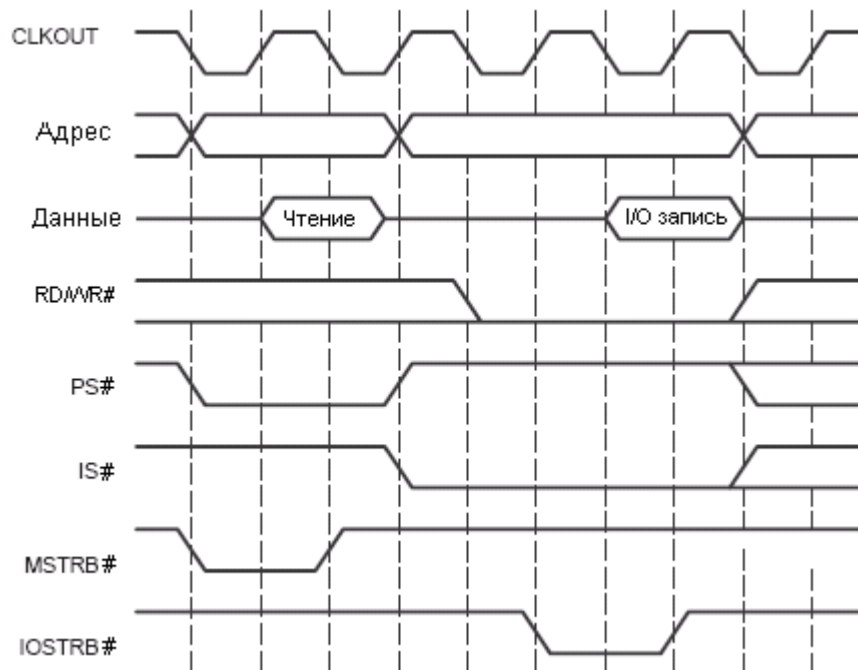 CLKOUT
Адрес
Данные
Чтение
I/O запись
RD/WR#
PS#
IS#
MSTRB#
IOSTRB#